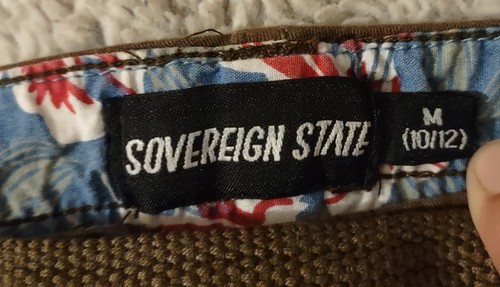 SOVEREIGN STATE
M
(10/12)